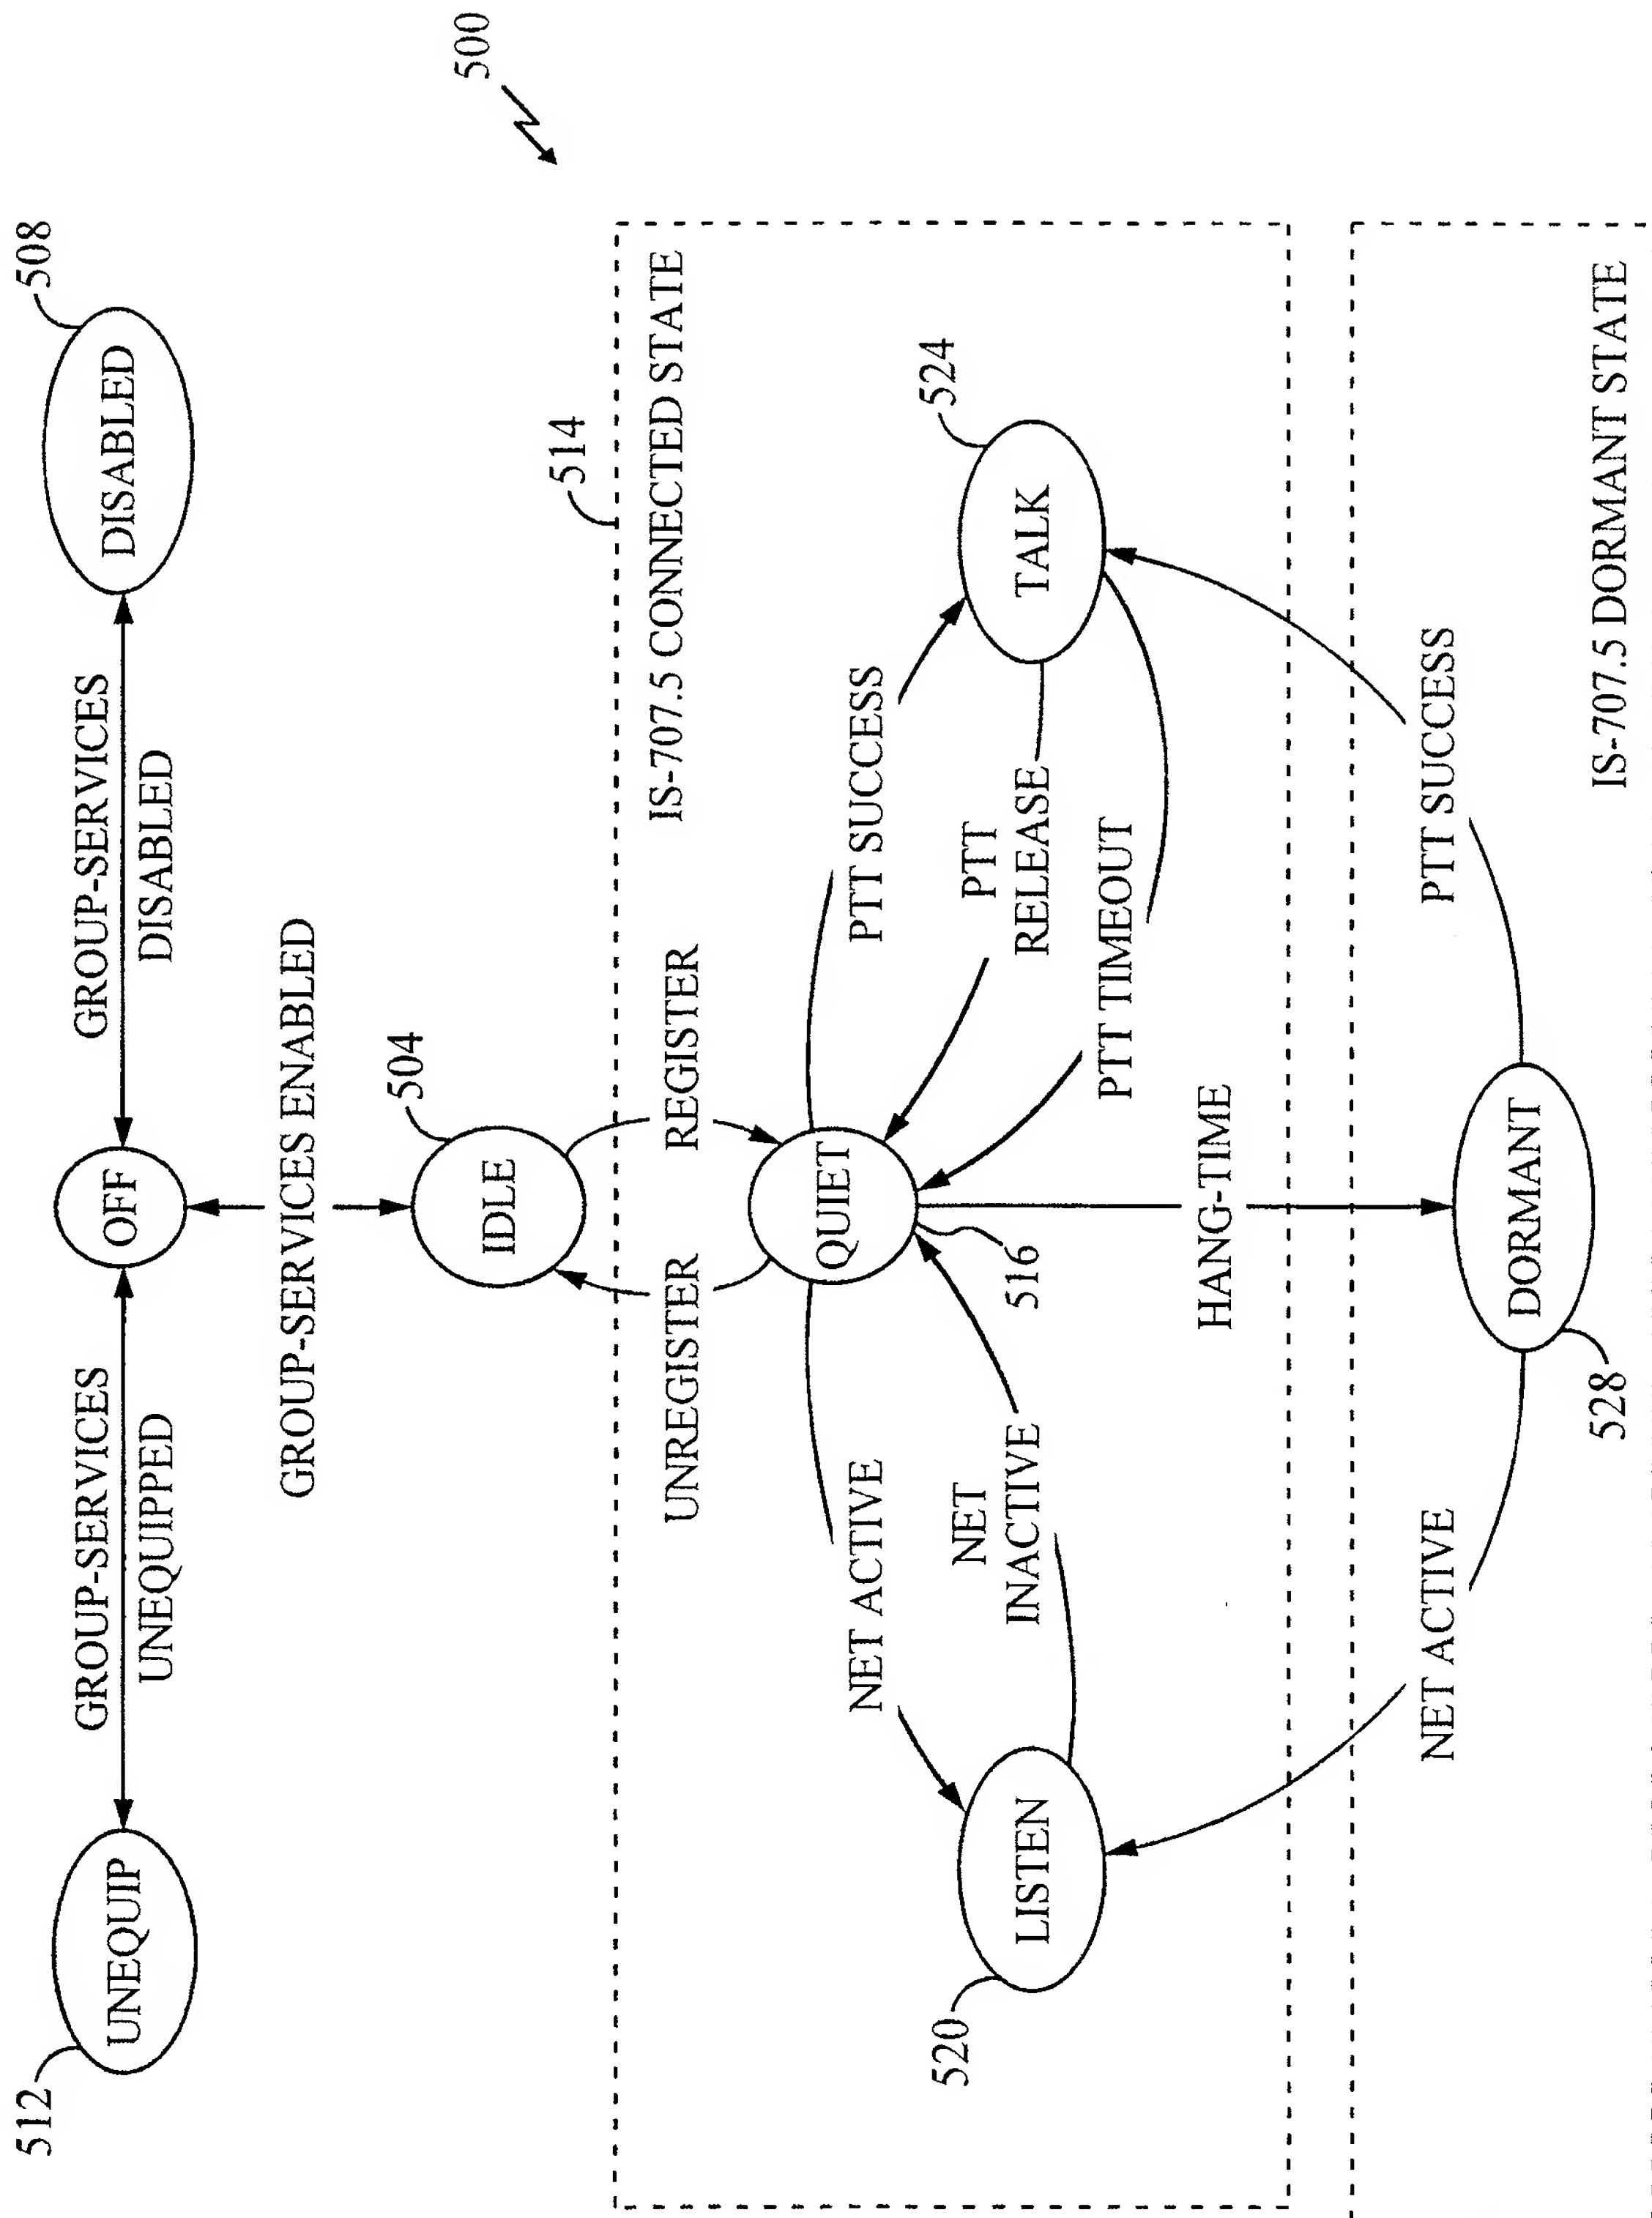 500
512
UNEQUIP
GROUP-SERVICES
UNEQUIPPED
OFF
GROUP-SERVICES
DISABLED
DISABLED
508
GROUP-SERVICES ENABLED
504
IDLE
514
UNREGISTER
REGISTER
IS-707.5 CONNECTED STATE
QUIET
516
NET ACTIVE
PTT SUCCESS
NET
INACTIVE
PTT
RELEASE
520
LISTEN
TALK
524
PTT TIMEOUT
HANG-TIME
NET ACTIVE
PTT SUCCESS
DORMANT
528
IS-707.5 DORMANT STATE